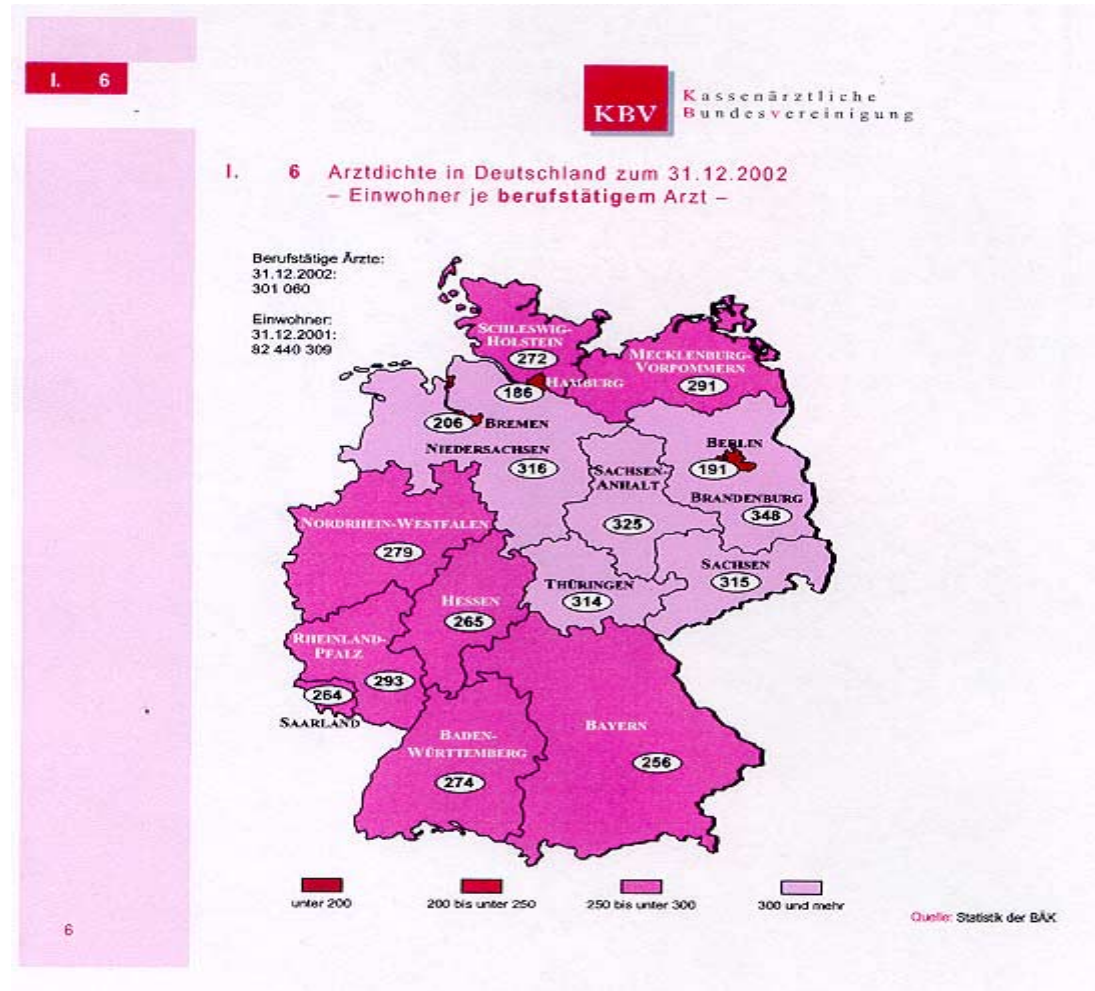 I. 6
KBV
Kassenärztliche
Bundesvereinigung
I. 6 Arztdichte in Deutschland zum 31.12.2002
– Einwohner je berufstätigem Arzt –
Berufstätige Ärzte:
31.12.2002:
301 060
Einwohner:
31.12.2001:
82 440 309
SCHLESWIG-
HOLSTEIN
272
MECKLENBURG-
VORPOMMERN
291
HAMBURG
186
206
BREMEN
NIEDERSACHSEN
316
BERLIN
191
SACHSEN-
ANHALT
325
BRANDENBURG
348
NORDRHEIN-WESTFALEN
279
SACHSEN
315
THÜRINGEN
314
HESSEN
265
RHEINLAND-
PFALZ
293
264
SAARLAND
BAYERN
256
BADEN-
WÜRTTEMBERG
274
unter 200
200 bis unter 250
250 bis unter 300
300 und mehr
Quelle: Statistik der BÄK
6